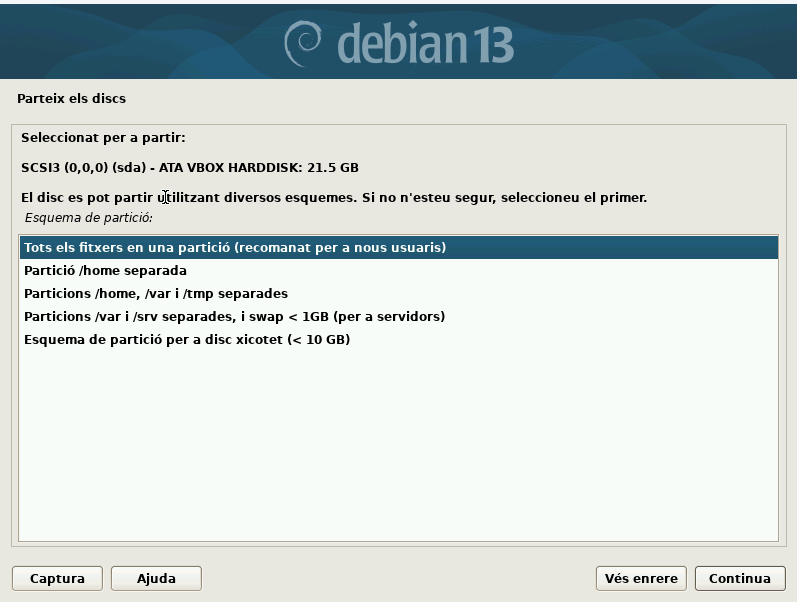 debian 13
Parteix els discs
Seleccionat per a partir:
SCSI3 (0,0,0) (sda) - ATA VBOX HARDDISK: 21.5 GB
El disc es pot partir utilitzant diversos esquemes. Si no n'esteu segur, seleccioneu el primer.
Esquema de partició:
Tots els fitxers en una partició (recomanat per a nous usuaris)
Partició /home separada
Particions /home, /var i /tmp separades
Particions /var i /srv separades, i swap < 1GB (per a servidors)
Esquema de partició per a disc xicotet (< 10 GB)
Captura
Ajuda
Vés enrere
Continua